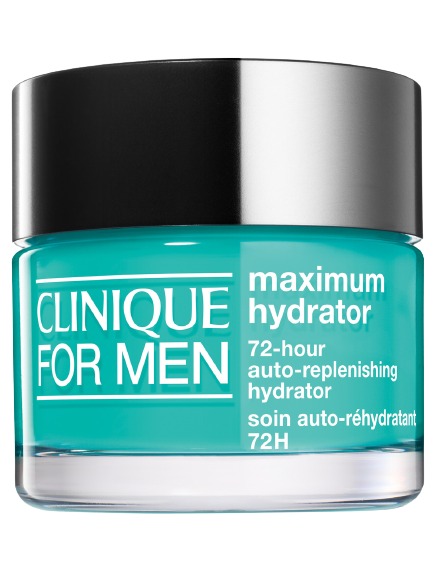 CLINIQUE
FOR MEN
maximum
hydrator
72-hour
auto-replenishing
hydrator
soin auto-réhydratant
72H